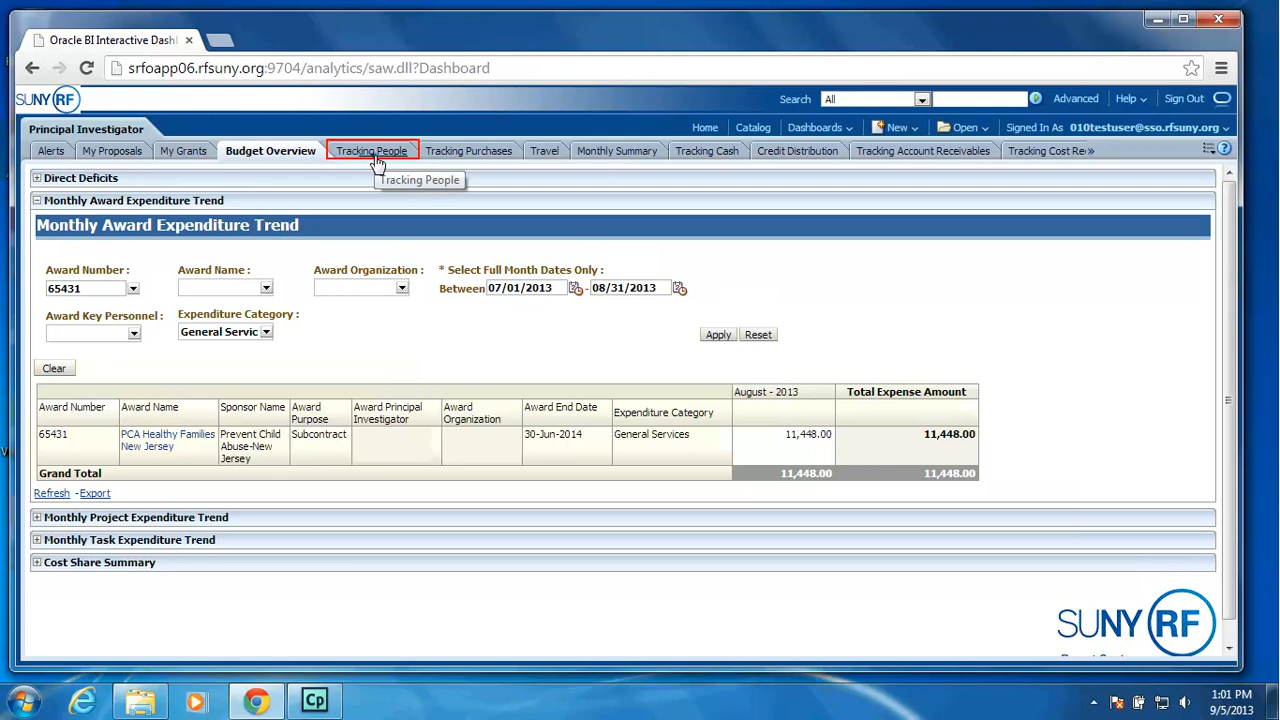 Oracle BI Interactive Dash
srfoapp06.rfsuny.org:9704/analytics/saw.dll?Dashboard
SUNY RF
Search All Advanced Help Sign Out
Principal Investigator
Home Catalog Dashboards New Open Signed In As 010testuser@sso.rfsuny.org
Alerts My Proposals My Grants Budget Overview Tracking People Tracking Purchases Travel Monthly Summary Tracking Cash Credit Distribution Tracking Account Receivables Tracking Cost Re »
Tracking People
Direct Deficits
Monthly Award Expenditure Trend
Monthly Award Expenditure Trend
Award Number : Award Name : Award Organization : * Select Full Month Dates Only :
65431 Between 07/01/2013 - 08/31/2013
Award Key Personnel : Expenditure Category :
General Servic
Apply Reset
Clear
August - 2013 Total Expense Amount
Award Number Award Name Sponsor Name Award Purpose Award Principal Investigator Award Organization Award End Date Expenditure Category
65431 PCA Healthy Families New Jersey Prevent Child Abuse-New Jersey Subcontract 30-Jun-2014 General Services 11,448.00 11,448.00
Grand Total 11,448.00 11,448.00
Refresh - Export
Monthly Project Expenditure Trend
Monthly Task Expenditure Trend
Cost Share Summary
SUNY RF
Cp
1:01 PM
9/5/2013